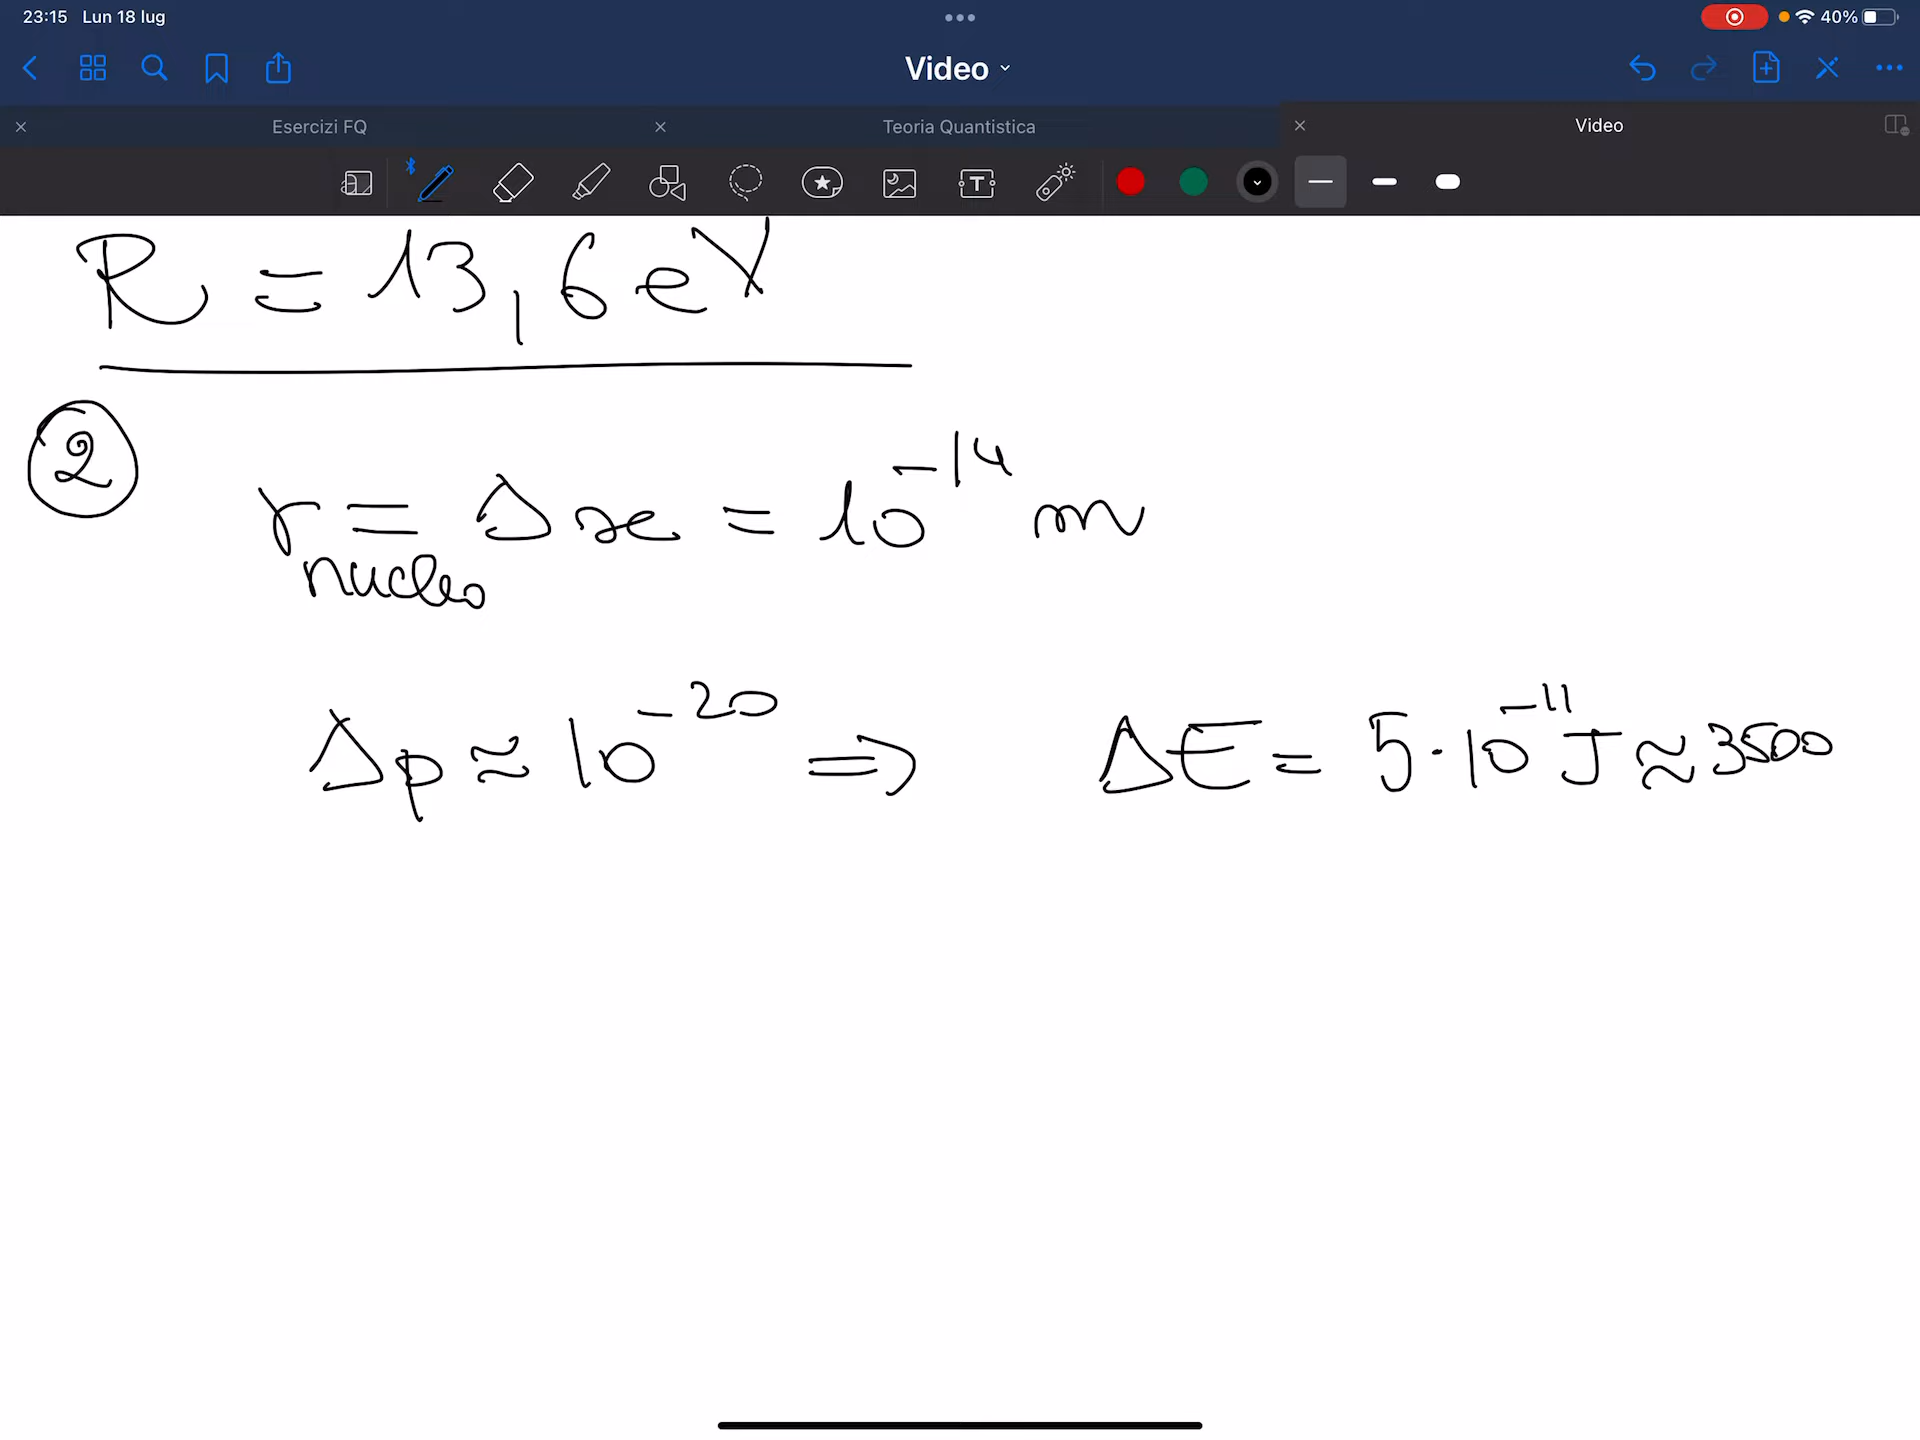 23:15 Lun 18 lug 40%
Video
Esercizi FQ Teoria Quantistica Video
R = 13,6 eV
2
r nucleo = Δx = 10^-14 m
Δp ≈ 10^-20 ⇒ ΔE = 5·10^-11 J ≈ 3500